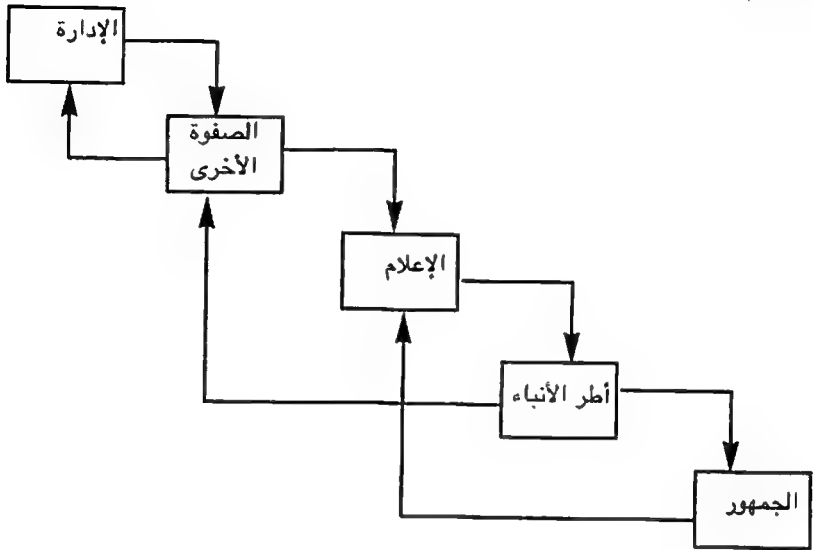 الإدارة
الصفوة
الأخرى
الإعلام
أطر الأنباء
الجمهور